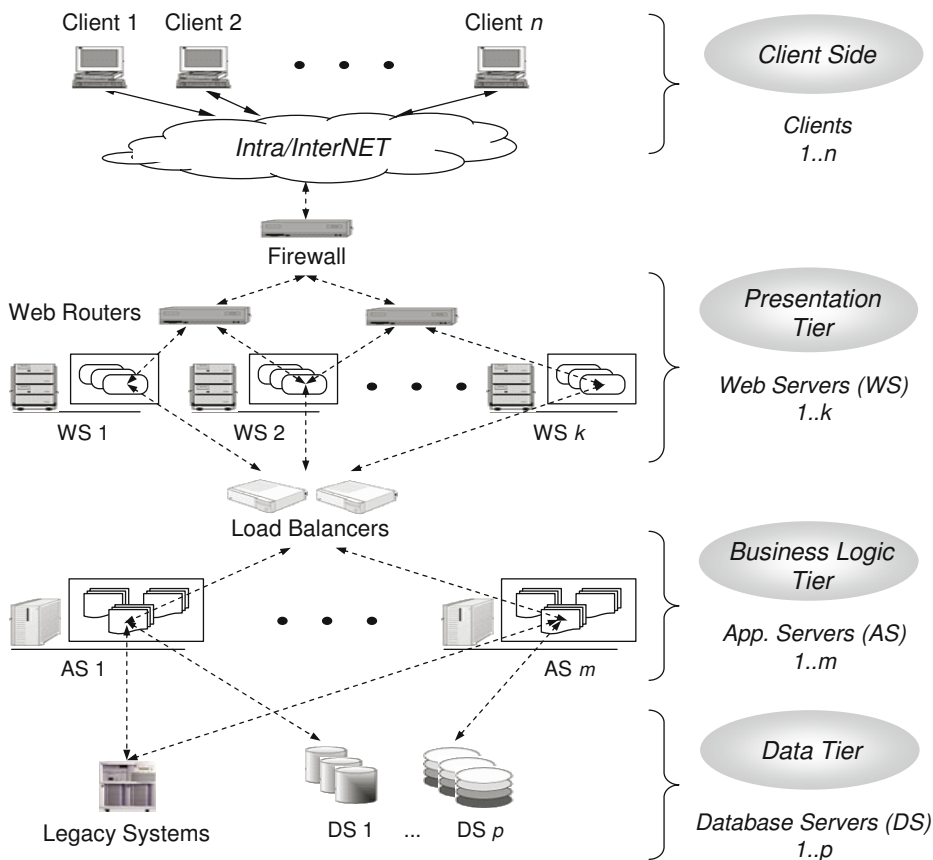 Client 1
Client 2
Client n
Client Side
Clients
1..n
Intra/InterNET
Firewall
Web Routers
Presentation
Tier
Web Servers (WS)
1..k
WS 1
WS 2
WS k
Load Balancers
Business Logic
Tier
App. Servers (AS)
1..m
AS 1
AS m
Data Tier
Database Servers (DS)
1..p
Legacy Systems
DS 1
...
DS p